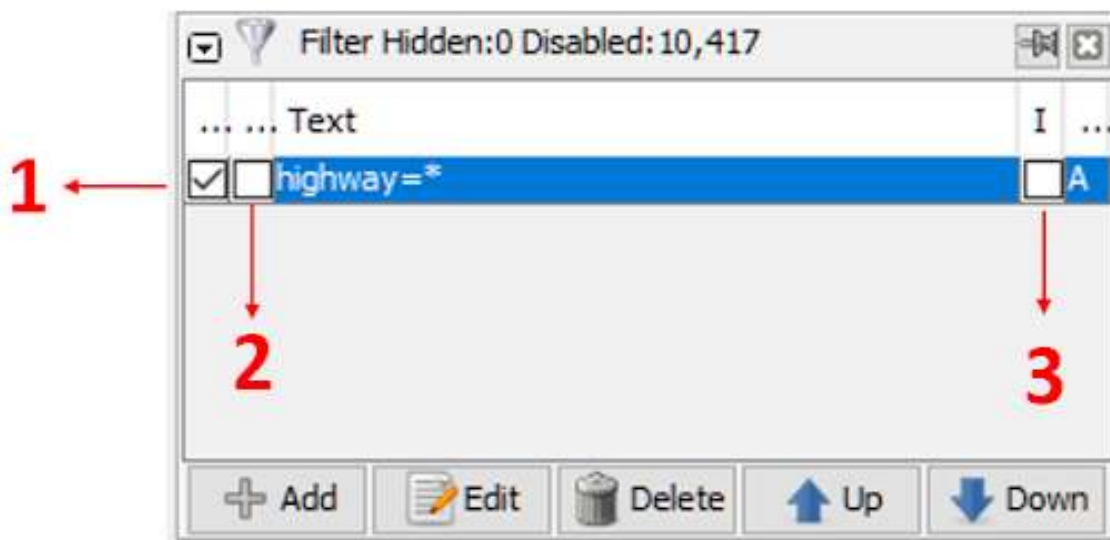 Filter Hidden:0 Disabled:10,417
... ... Text I ...
1 highway=* A
2 3
Add Edit Delete Up Down